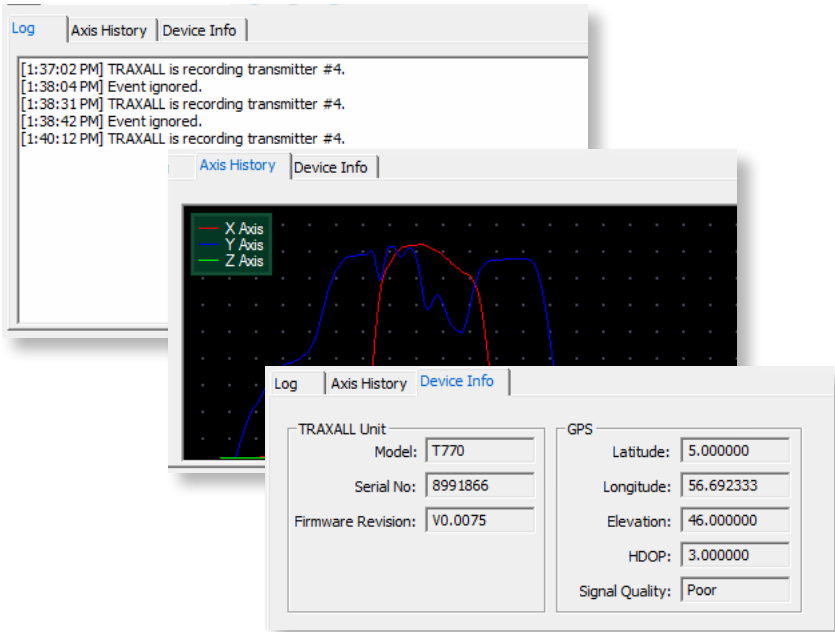 Log Axis History Device Info
[1:37:02 PM] TRAXALL is recording transmitter #4.
[1:38:04 PM] Event ignored.
[1:38:31 PM] TRAXALL is recording transmitter #4.
[1:38:42 PM] Event ignored.
[1:40:12 PM] TRAXALL is recording transmitter #4.
Axis History Device Info
X Axis
Y Axis
Z Axis
Log Axis History Device Info
TRAXALL Unit
Model: T770
Serial No: 8991866
Firmware Revision: V0.0075
GPS
Latitude: 5.000000
Longitude: 56.692333
Elevation: 46.000000
HDOP: 3.000000
Signal Quality: Poor